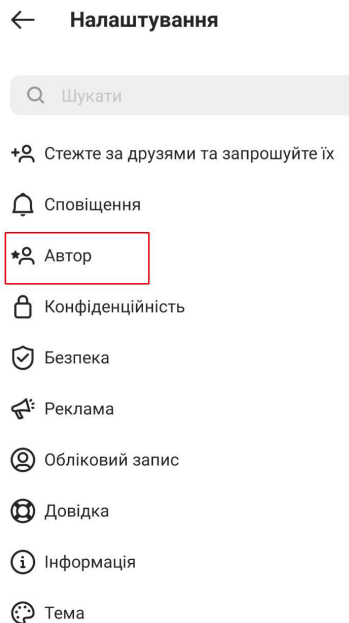 Налаштування
Шукати
Стежте за друзями та запрошуйте їх
Сповіщення
Автор
Конфіденційність
Безпека
Реклама
Обліковий запис
Довідка
Інформація
Тема